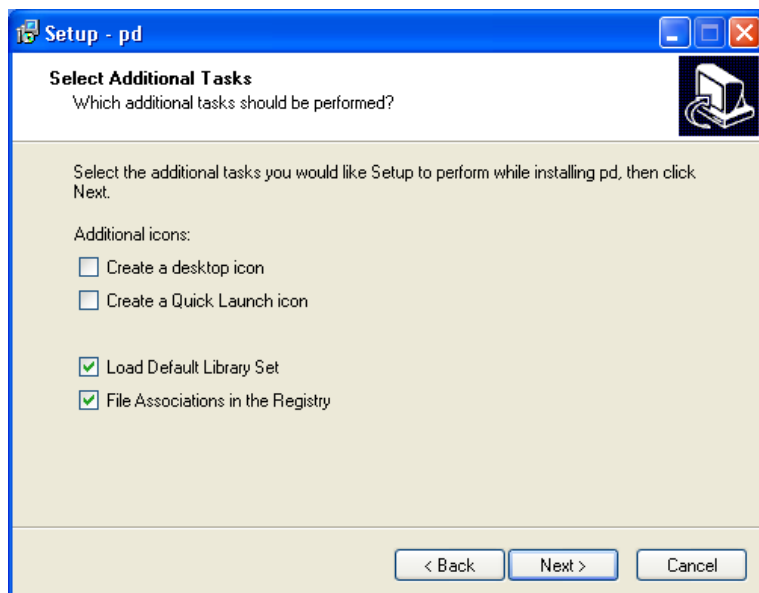 Setup - pd
Select Additional Tasks
Which additional tasks should be performed?
Select the additional tasks you would like Setup to perform while installing pd, then click
Next.
Additional icons:
Create a desktop icon
Create a Quick Launch icon
Load Default Library Set
File Associations in the Registry
< Back
Next >
Cancel